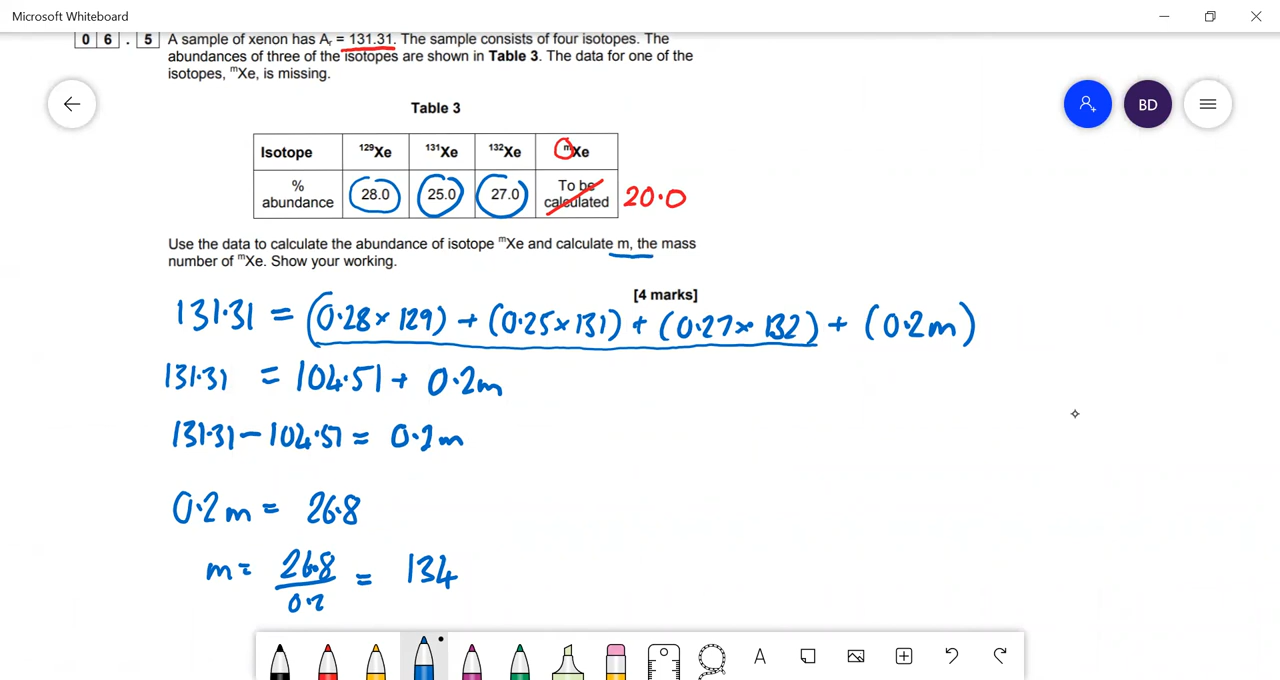 Microsoft Whiteboard
0 6 . 5 A sample of xenon has Ar = 131.31. The sample consists of four isotopes. The
abundances of three of the isotopes are shown in Table 3. The data for one of the
isotopes, ᵐXe, is missing.
BD
Table 3
Isotope ¹²⁹Xe ¹³¹Xe ¹³²Xe ᵐXe
% abundance 28.0 25.0 27.0 To be calculated 20.0
Use the data to calculate the abundance of isotope ᵐXe and calculate m, the mass
number of ᵐXe. Show your working.
[4 marks]
131.31 = (0.28 × 129) + (0.25 × 131) + (0.27 × 132) + (0.2m)
131.31 = 104.51 + 0.2m
131.31 - 104.51 = 0.2m
0.2m = 26.8
m = 26.8 / 0.2 = 134
A